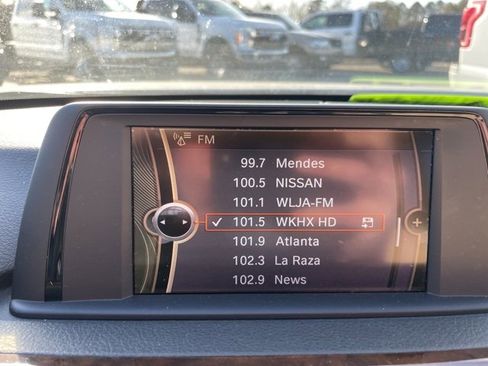 FM
99.7 Mendes
100.5 NISSAN
101.1 WLJA-FM
101.5 WKHX HD
101.9 Atlanta
102.3 La Raza
102.9 News